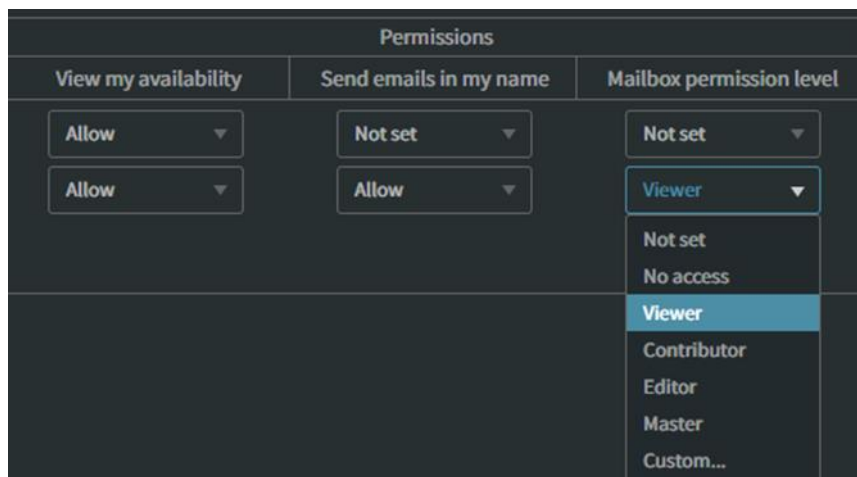 Permissions
View my availability Send emails in my name Mailbox permission level
Allow Not set Not set
Allow Allow Viewer
Not set
No access
Viewer
Contributor
Editor
Master
Custom...